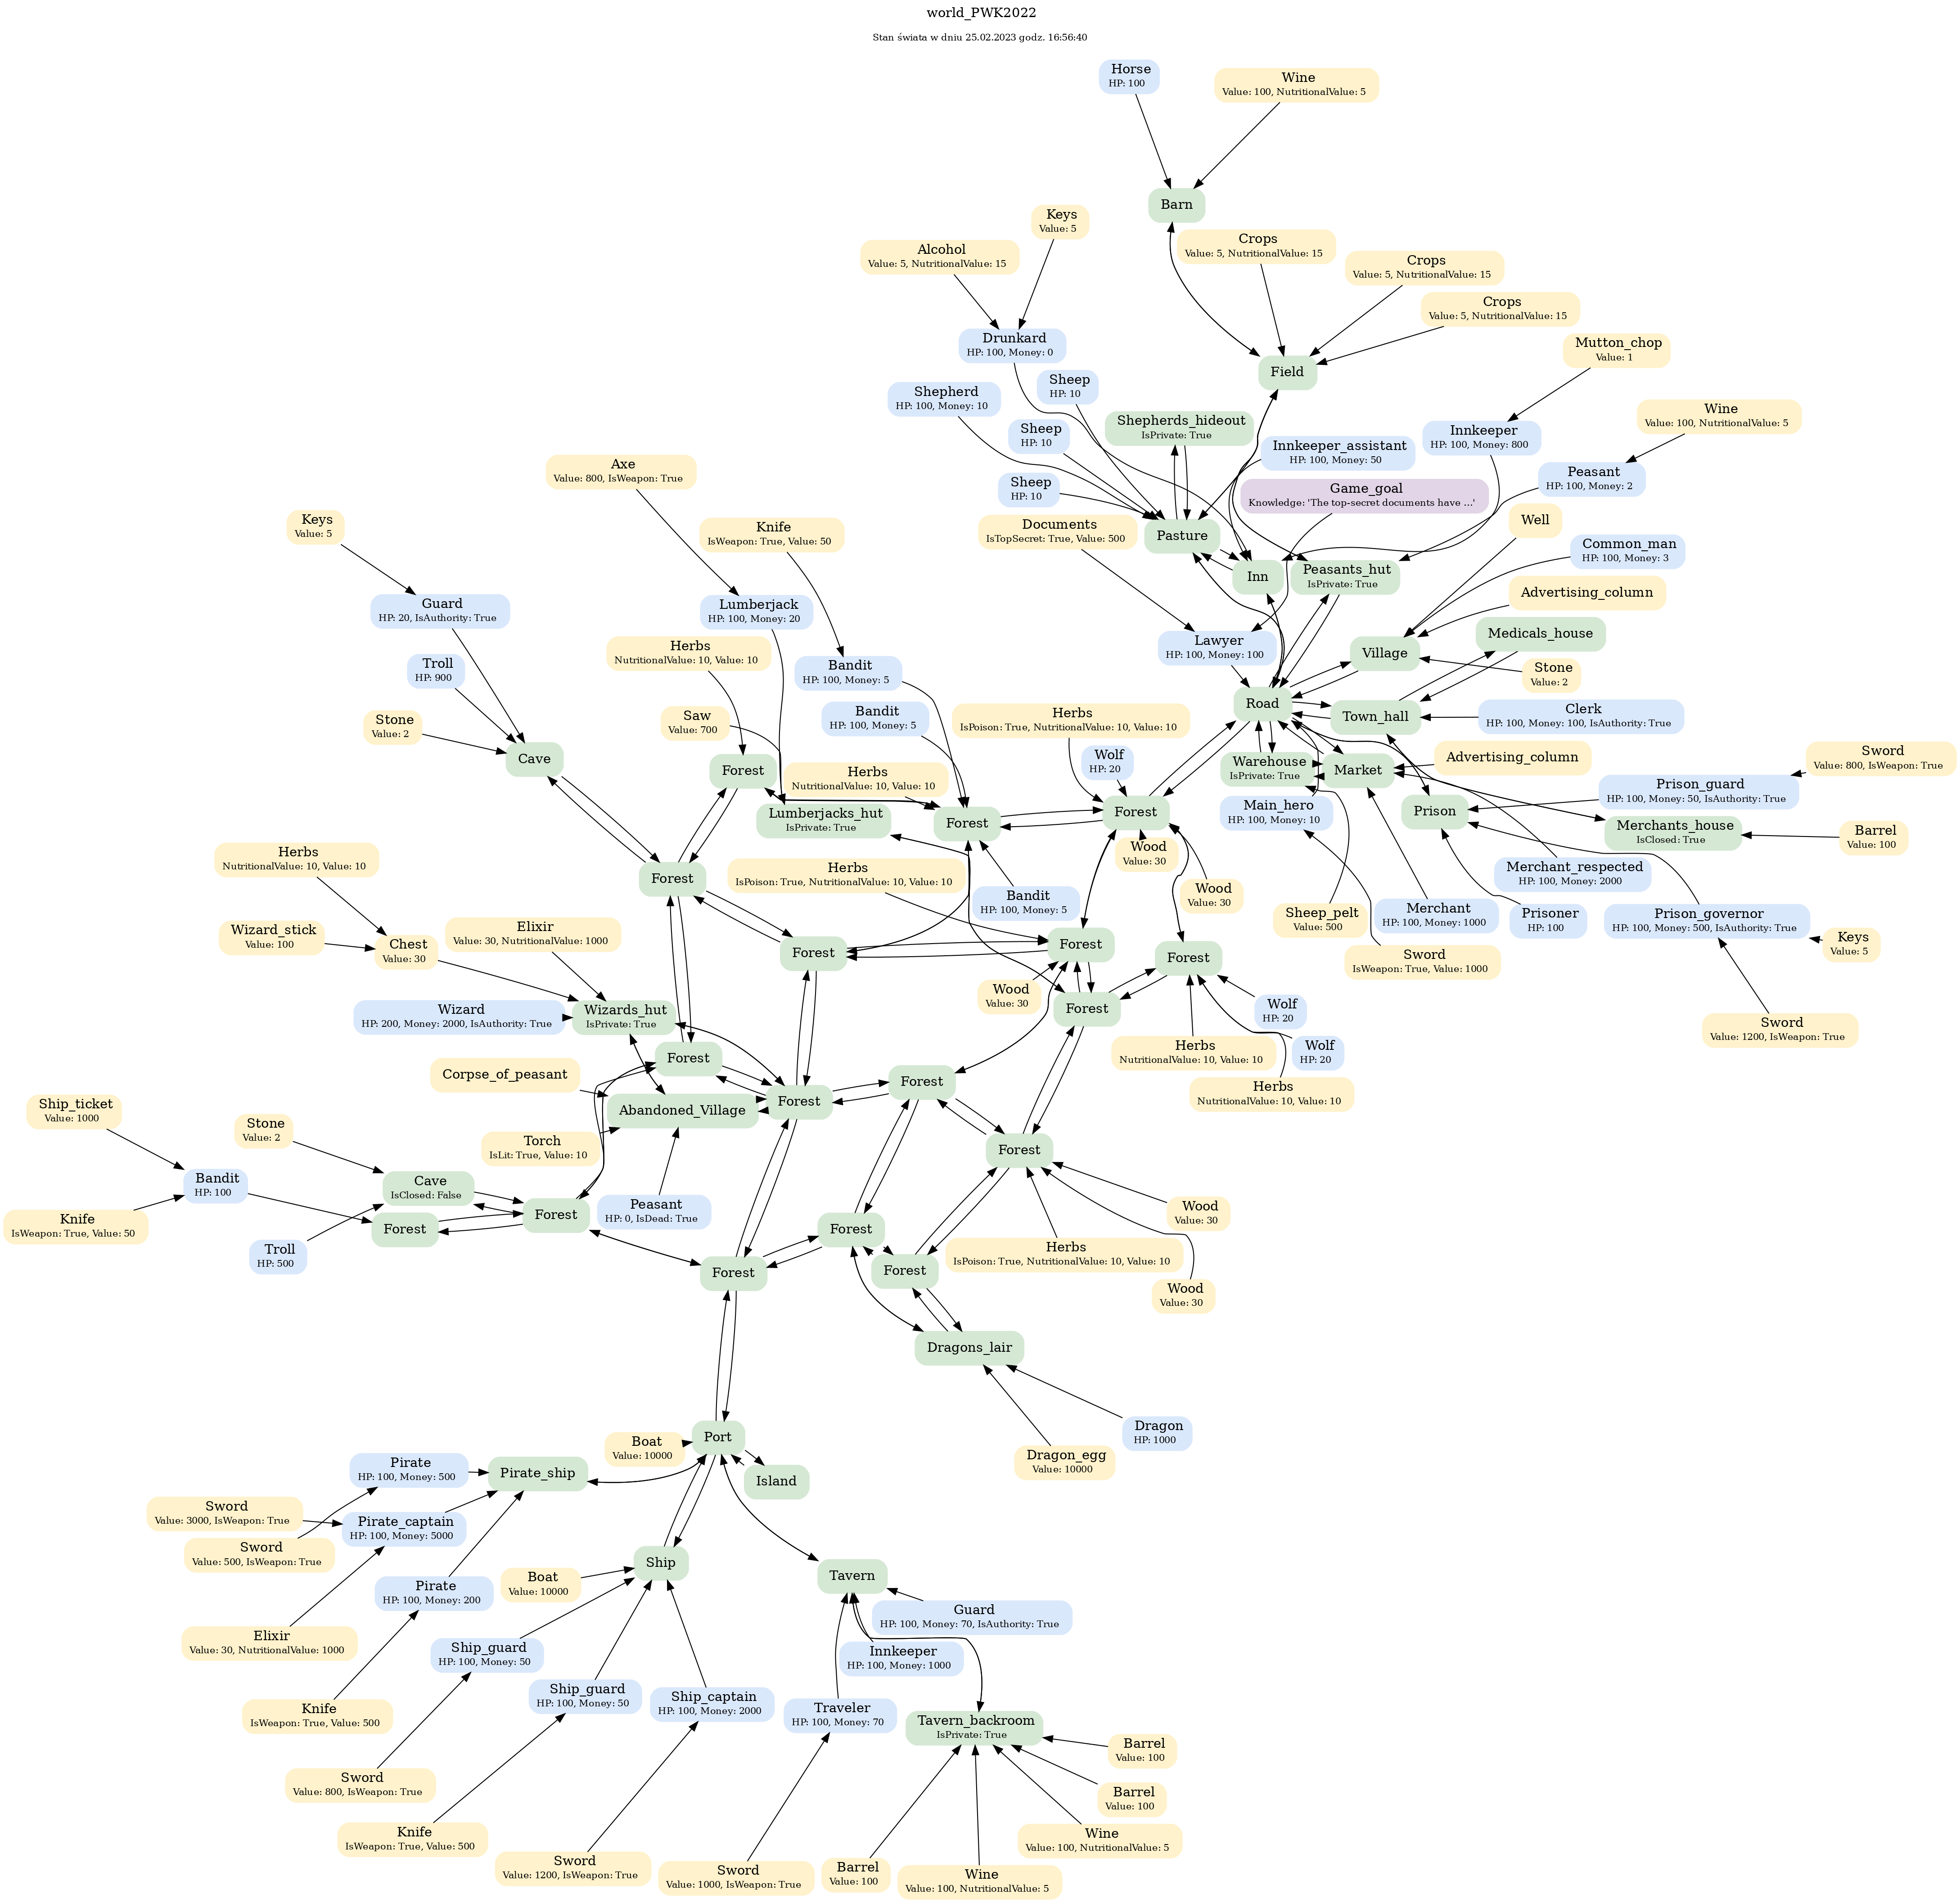 world_PWK2022
Stan świata w dniu 25.02.2023 godz. 16:56:40
Horse
HP: 100
Wine
Value: 100, NutritionalValue: 5
Barn
Keys
Value: 5
Alcohol
Value: 5, NutritionalValue: 15
Crops
Value: 5, NutritionalValue: 15
Crops
Value: 5, NutritionalValue: 15
Crops
Value: 5, NutritionalValue: 15
Drunkard
HP: 100, Money: 0
Mutton_chop
Value: 1
Field
Sheep
HP: 10
Shepherd
HP: 100, Money: 10
Wine
Value: 100, NutritionalValue: 5
Shepherds_hideout
IsPrivate: True
Sheep
HP: 10
Innkeeper
HP: 100, Money: 800
Innkeeper_assistant
HP: 100, Money: 50
Axe
Value: 800, IsWeapon: True
Peasant
HP: 100, Money: 2
Sheep
HP: 10
Game_goal
Knowledge: 'The top-secret documents have ...'
Keys
Value: 5
Knife
IsWeapon: True, Value: 50
Documents
IsTopSecret: True, Value: 500
Pasture
Well
Common_man
HP: 100, Money: 3
Inn
Peasants_hut
IsPrivate: True
Advertising_column
Guard
HP: 20, IsAuthority: True
Lumberjack
HP: 100, Money: 20
Medicals_house
Herbs
NutritionalValue: 10, Value: 10
Lawyer
HP: 100, Money: 100
Village
Troll
HP: 900
Bandit
HP: 100, Money: 5
Stone
Value: 2
Road
Stone
Value: 2
Saw
Value: 700
Bandit
HP: 100, Money: 5
Herbs
IsPoison: True, NutritionalValue: 10, Value: 10
Town_hall
Clerk
HP: 100, Money: 100, IsAuthority: True
Cave
Forest
Herbs
NutritionalValue: 10, Value: 10
Wolf
HP: 20
Warehouse
IsPrivate: True
Market
Advertising_column
Sword
Value: 800, IsWeapon: True
Prison_guard
HP: 100, Money: 50, IsAuthority: True
Lumberjacks_hut
IsPrivate: True
Forest
Forest
Main_hero
HP: 100, Money: 10
Prison
Merchants_house
IsClosed: True
Barrel
Value: 100
Herbs
NutritionalValue: 10, Value: 10
Forest
Herbs
IsPoison: True, NutritionalValue: 10, Value: 10
Wood
Value: 30
Merchant_respected
HP: 100, Money: 2000
Bandit
HP: 100, Money: 5
Wood
Value: 30
Sheep_pelt
Value: 500
Merchant
HP: 100, Money: 1000
Prisoner
HP: 100
Prison_governor
HP: 100, Money: 500, IsAuthority: True
Wizard_stick
Value: 100
Chest
Value: 30
Elixir
Value: 30, NutritionalValue: 1000
Forest
Forest
Forest
Sword
IsWeapon: True, Value: 1000
Keys
Value: 5
Wizard
HP: 200, Money: 2000, IsAuthority: True
Wizards_hut
IsPrivate: True
Wood
Value: 30
Forest
Wolf
HP: 20
Sword
Value: 1200, IsWeapon: True
Forest
Herbs
NutritionalValue: 10, Value: 10
Wolf
HP: 20
Corpse_of_peasant
Forest
Herbs
NutritionalValue: 10, Value: 10
Ship_ticket
Value: 1000
Abandoned_Village
Forest
Stone
Value: 2
Torch
IsLit: True, Value: 10
Forest
Bandit
HP: 100
Cave
IsClosed: False
Knife
IsWeapon: True, Value: 50
Forest
Forest
Peasant
HP: 0, IsDead: True
Forest
Wood
Value: 30
Troll
HP: 500
Forest
Forest
Herbs
IsPoison: True, NutritionalValue: 10, Value: 10
Wood
Value: 30
Dragons_lair
Port
Boat
Value: 10000
Dragon
HP: 1000
Dragon_egg
Value: 10000
Pirate
HP: 100, Money: 500
Pirate_ship
Island
Sword
Value: 3000, IsWeapon: True
Pirate_captain
HP: 100, Money: 5000
Sword
Value: 500, IsWeapon: True
Ship
Tavern
Boat
Value: 10000
Pirate
HP: 100, Money: 200
Guard
HP: 100, Money: 70, IsAuthority: True
Elixir
Value: 30, NutritionalValue: 1000
Ship_guard
HP: 100, Money: 50
Innkeeper
HP: 100, Money: 1000
Knife
IsWeapon: True, Value: 500
Ship_guard
HP: 100, Money: 50
Ship_captain
HP: 100, Money: 2000
Traveler
HP: 100, Money: 70
Tavern_backroom
IsPrivate: True
Barrel
Value: 100
Sword
Value: 800, IsWeapon: True
Barrel
Value: 100
Knife
IsWeapon: True, Value: 500
Wine
Value: 100, NutritionalValue: 5
Sword
Value: 1200, IsWeapon: True
Sword
Value: 1000, IsWeapon: True
Barrel
Value: 100
Wine
Value: 100, NutritionalValue: 5